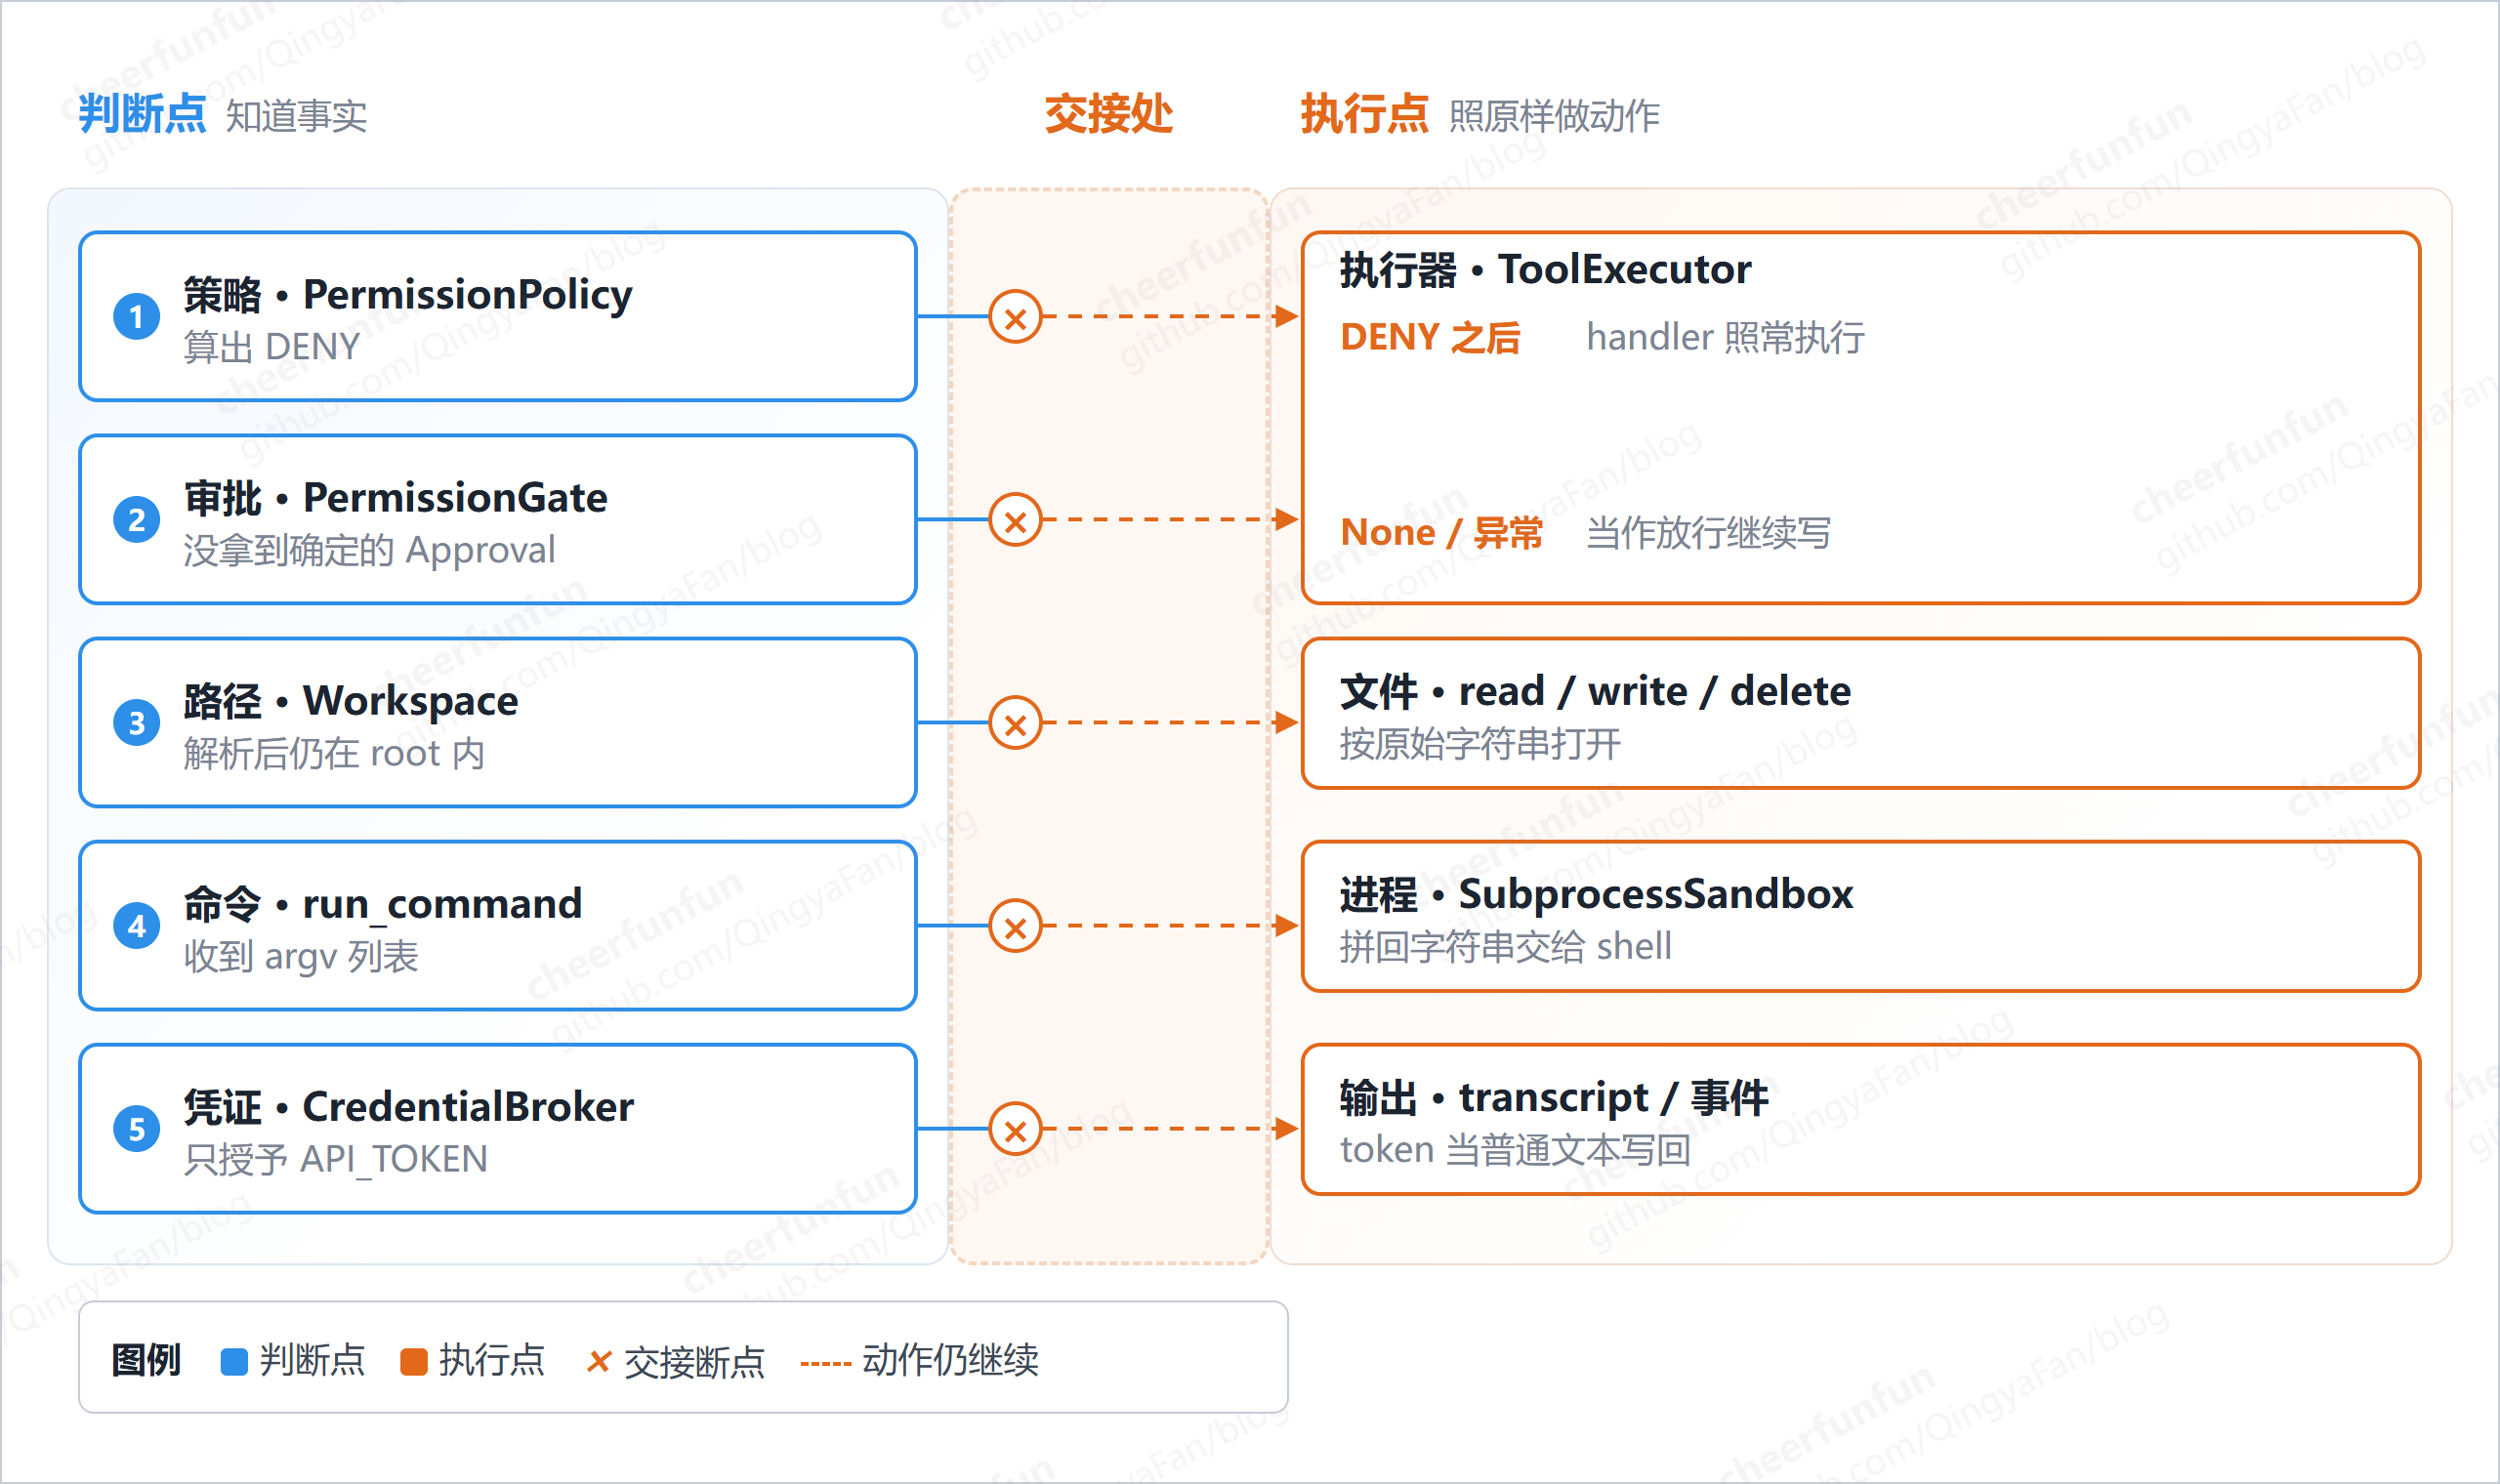 判断点 知道事实
交接处
执行点 照原样做动作
1
策略 • PermissionPolicy
算出 DENY
×
执行器 • ToolExecutor
DENY 之后 handler 照常执行
2
审批 • PermissionGate
没拿到确定的 Approval
×
None / 异常 当作放行继续写
3
路径 • Workspace
解析后仍在 root 内
×
文件 • read / write / delete
按原始字符串打开
4
命令 • run_command
收到 argv 列表
×
进程 • SubprocessSandbox
拼回字符串交给 shell
5
凭证 • CredentialBroker
只授予 API_TOKEN
×
输出 • transcript / 事件
token 当普通文本写回
图例 判断点 执行点 × 交接断点 动作仍继续
cheerfunfun
github.com/QingyaFan/blog